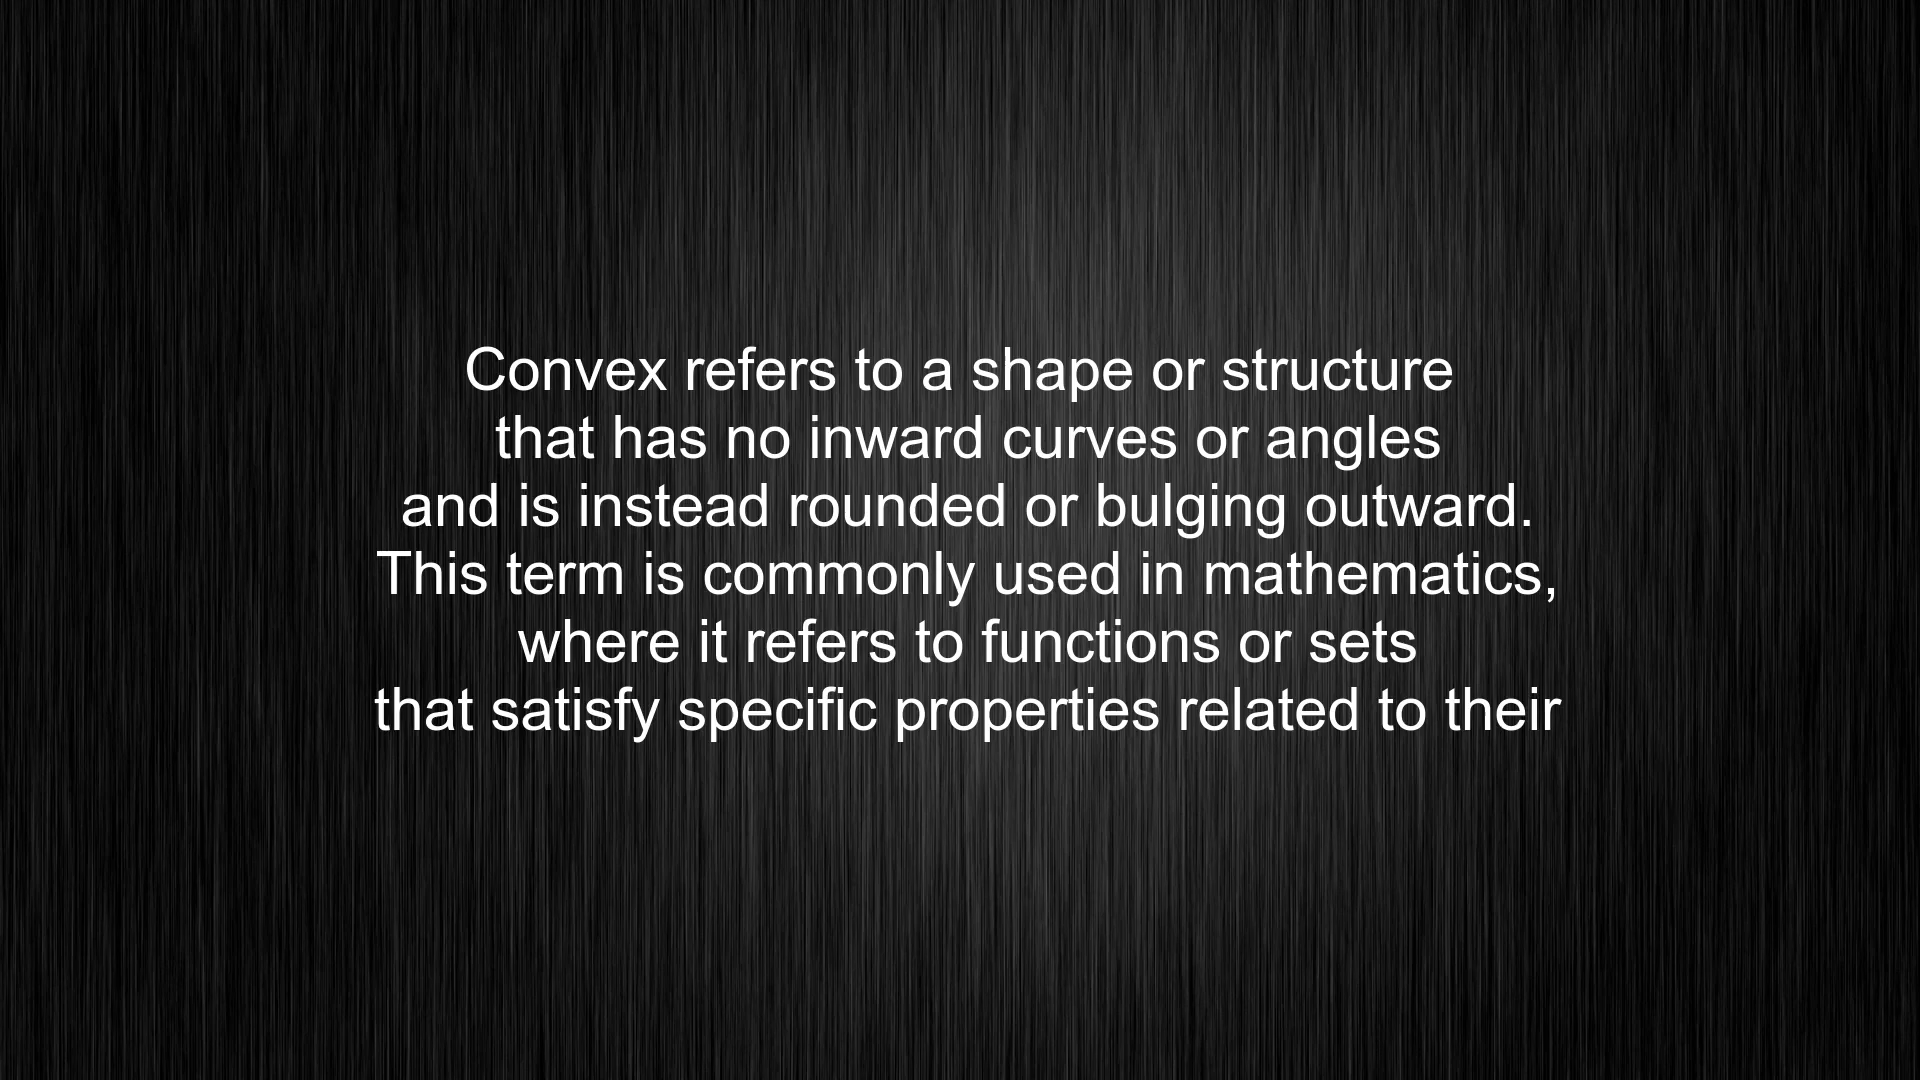 Convex refers to a shape or structure
that has no inward curves or angles
and is instead rounded or bulging outward.
This term is commonly used in mathematics,
where it refers to functions or sets
that satisfy specific properties related to their